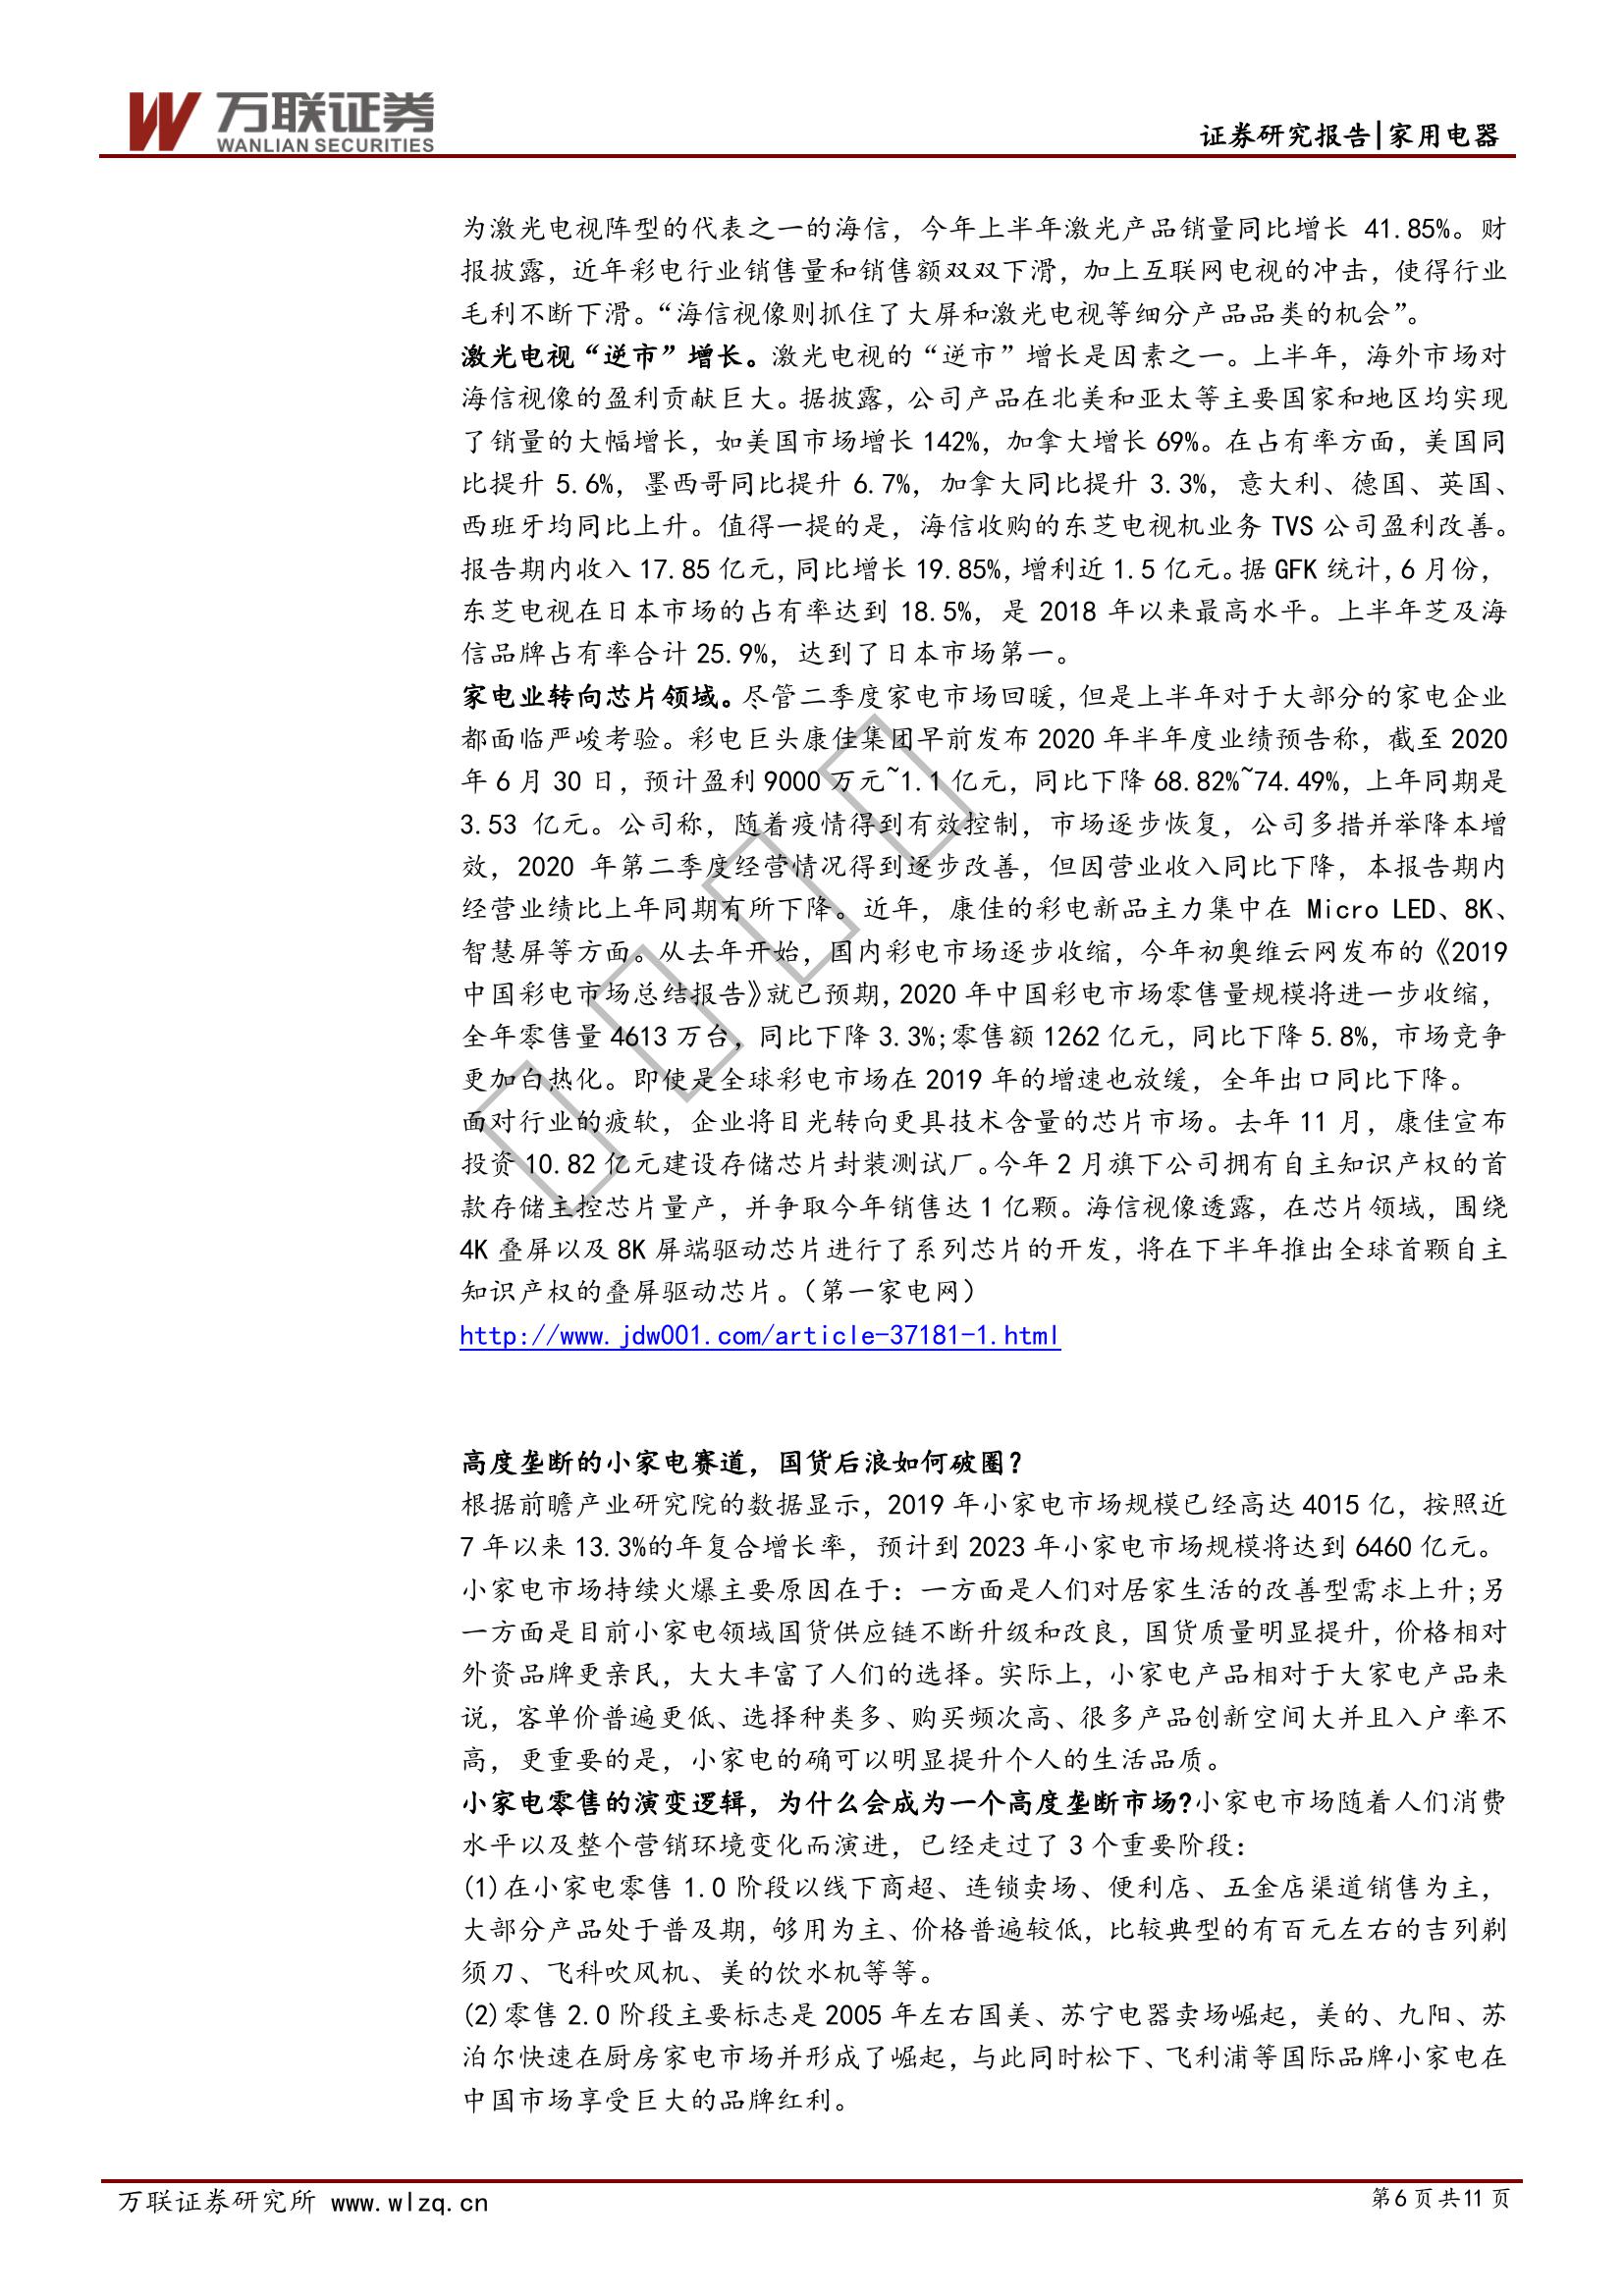 万联证券
WANLIAN SECURITIES
证券研究报告|家用电器
为激光电视阵型的代表之一的海信，今年上半年激光产品销量同比增长 41.85%。财
报披露，近年彩电行业销售量和销售额双双下滑，加上互联网电视的冲击，使得行业
毛利不断下滑。“海信视像则抓住了大屏和激光电视等细分产品品类的机会”。
激光电视“逆市”增长。激光电视的“逆市”增长是因素之一。上半年，海外市场对
海信视像的盈利贡献巨大。据披露，公司产品在北美和亚太等主要国家和地区均实现
了销量的大幅增长，如美国市场增长 142%，加拿大增长 69%。在占有率方面，美国同
比提升 5.6%，墨西哥同比提升 6.7%，加拿大同比提升 3.3%，意大利、德国、英国、
西班牙均同比上升。值得一提的是，海信收购的东芝电视机业务 TVS 公司盈利改善。
报告期内收入 17.85 亿元，同比增长 19.85%，增利近 1.5 亿元。据 GFK 统计，6 月份，
东芝电视在日本市场的占有率达到 18.5%，是 2018 年以来最高水平。上半年芝及海
信品牌占有率合计 25.9%，达到了日本市场第一。
家电业转向芯片领域。尽管二季度家电市场回暖，但是上半年对于大部分的家电企业
都面临严峻考验。彩电巨头康佳集团早前发布 2020 年半年度业绩预告称，截至 2020
年 6 月 30 日，预计盈利 9000 万元~1.1 亿元，同比下降 68.82%~74.49%，上年同期是
3.53 亿元。公司称，随着疫情得到有效控制，市场逐步恢复，公司多措并举降本增
效，2020 年第二季度经营情况得到逐步改善，但因营业收入同比下降，本报告期内
经营业绩比上年同期有所下降。近年，康佳的彩电新品主力集中在 Micro LED、8K、
智慧屏等方面。从去年开始，国内彩电市场逐步收缩，今年初奥维云网发布的《2019
中国彩电市场总结报告》就已预期，2020 年中国彩电市场零售量规模将进一步收缩，
全年零售量 4613 万台，同比下降 3.3%;零售额 1262 亿元，同比下降 5.8%，市场竞争
更加白热化。即使是全球彩电市场在 2019 年的增速也放缓，全年出口同比下降。
面对行业的疲软，企业将目光转向更具技术含量的芯片市场。去年 11 月，康佳宣布
投资 10.82 亿元建设存储芯片封装测试厂。今年 2 月旗下公司拥有自主知识产权的首
款存储主控芯片量产，并争取今年销售达 1 亿颗。海信视像透露，在芯片领域，围绕
4K 叠屏以及 8K 屏端驱动芯片进行了系列芯片的开发，将在下半年推出全球首颗自主
知识产权的叠屏驱动芯片。（第一家电网）
http://www.jdw001.com/article-37181-1.html
高度垄断的小家电赛道，国货后浪如何破圈？
根据前瞻产业研究院的数据显示，2019 年小家电市场规模已经高达 4015 亿，按照近
7 年以来 13.3%的年复合增长率，预计到 2023 年小家电市场规模将达到 6460 亿元。
小家电市场持续火爆主要原因在于：一方面是人们对居家生活的改善型需求上升;另
一方面是目前小家电领域国货供应链不断升级和改良，国货质量明显提升，价格相对
外资品牌更亲民，大大丰富了人们的选择。实际上，小家电产品相对于大家电产品来
说，客单价普遍更低、选择种类多、购买频次高、很多产品创新空间大并且入户率不
高，更重要的是，小家电的确可以明显提升个人的生活品质。
小家电零售的演变逻辑，为什么会成为一个高度垄断市场?小家电市场随着人们消费
水平以及整个营销环境变化而演进，已经走过了 3 个重要阶段：
(1)在小家电零售 1.0 阶段以线下商超、连锁卖场、便利店、五金店渠道销售为主，
大部分产品处于普及期，够用为主、价格普遍较低，比较典型的有百元左右的吉列剃
须刀、飞科吹风机、美的饮水机等等。
(2)零售 2.0 阶段主要标志是 2005 年左右国美、苏宁电器卖场崛起，美的、九阳、苏
泊尔快速在厨房家电市场并形成了崛起，与此同时松下、飞利浦等国际品牌小家电在
中国市场享受巨大的品牌红利。
万联证券研究所 www.wlzq.cn
第 6 页 共 11 页